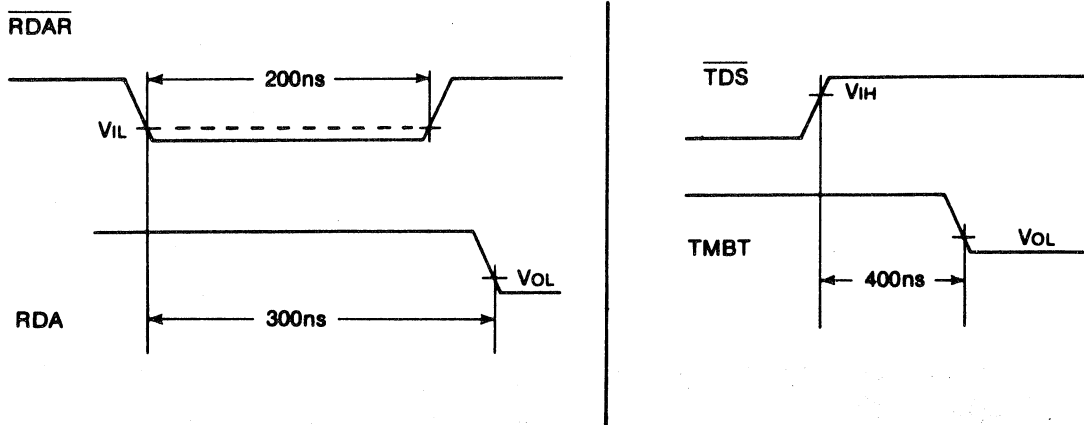 RDAR
200ns
VIL
VOL
RDA
300ns
TDS
VIH
TMBT
VOL
400ns